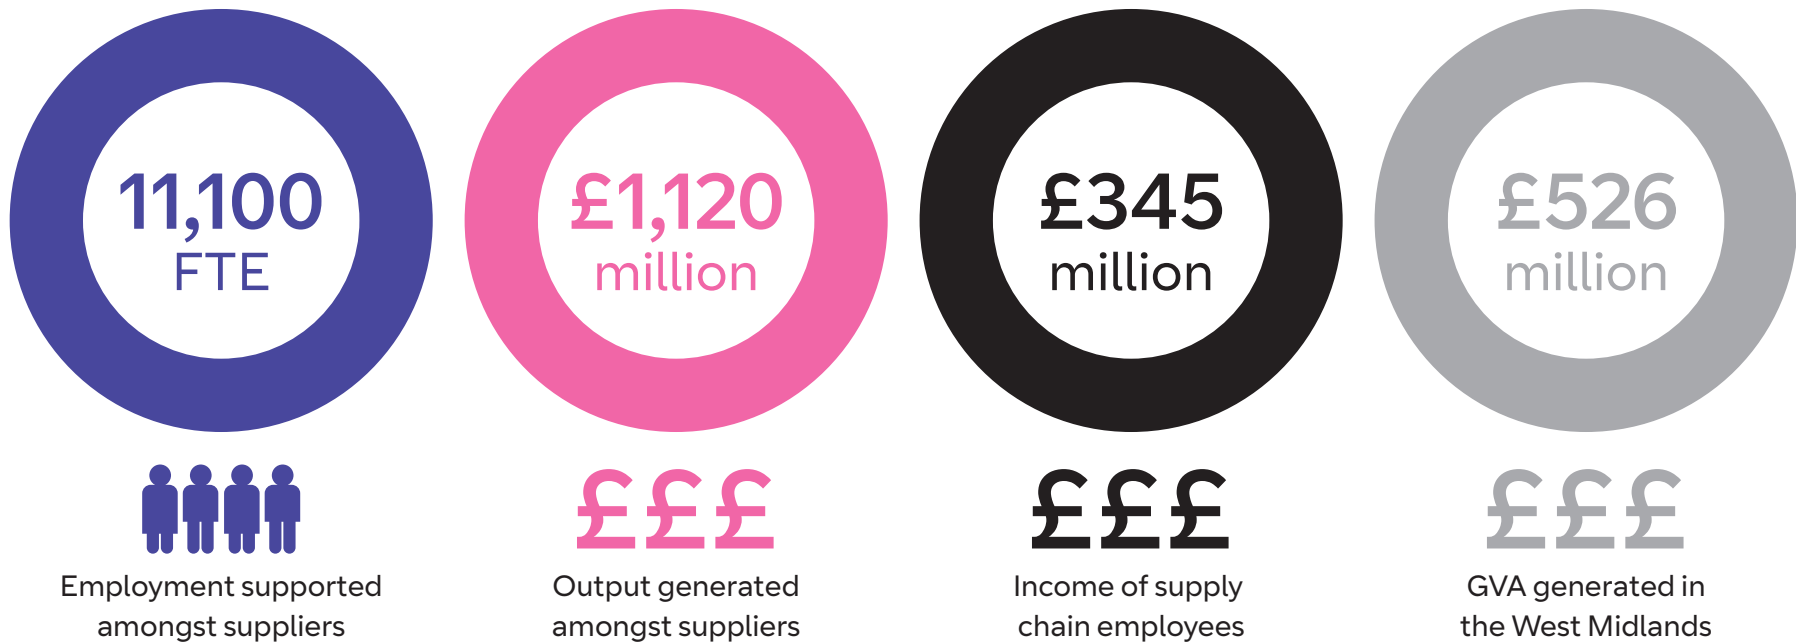 11,100
FTE
£1,120
million
£345
million
£526
million
£££
£££
£££
Employment supported
amongst suppliers
Output generated
amongst suppliers
Income of supply
chain employees
GVA generated in
the West Midlands